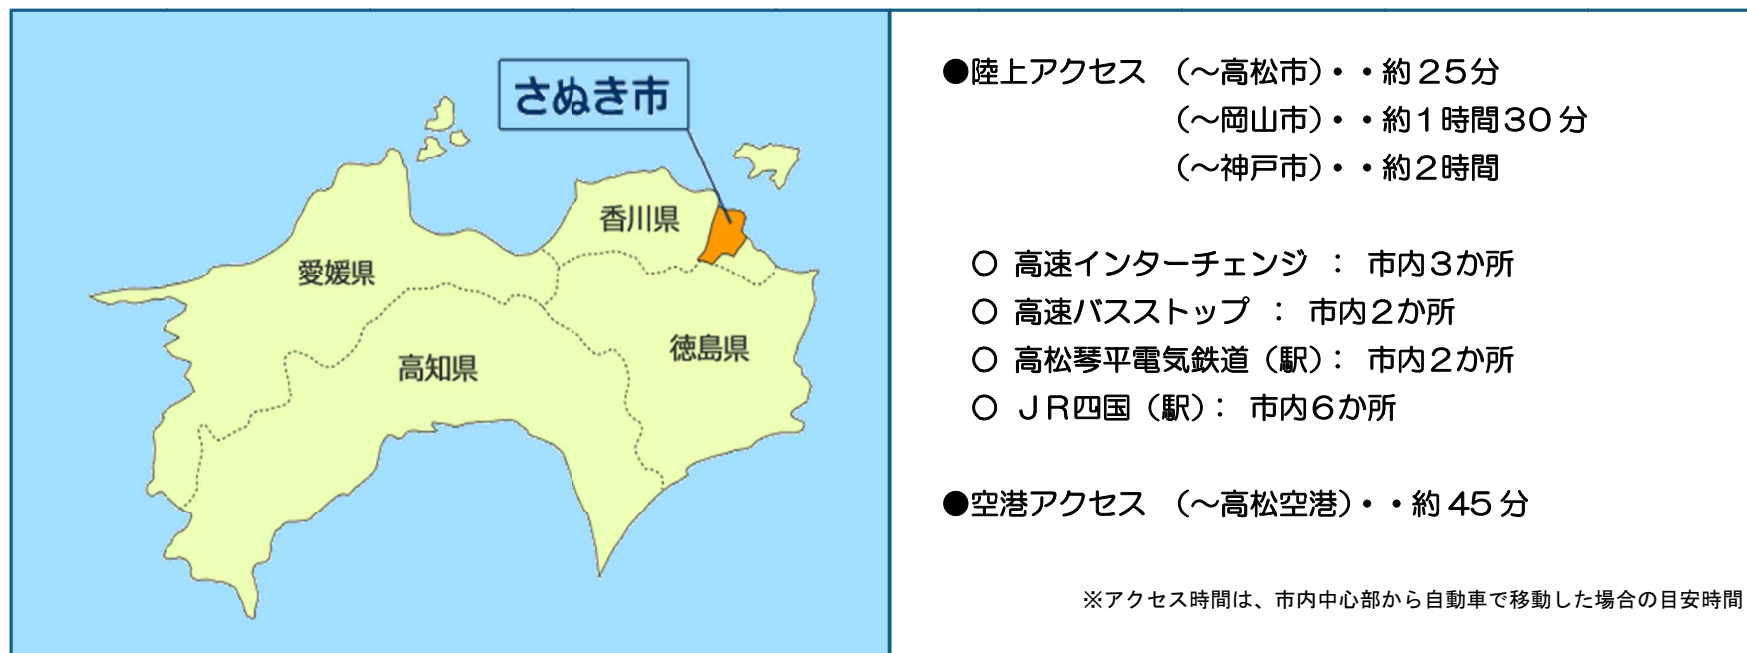 さぬき市
香川県
愛媛県
徳島県
高知県
●陸上アクセス （～高松市）・・約２５分
（～岡山市）・・約１時間３０分
（～神戸市）・・約２時間
○ 高速インターチェンジ ： 市内３か所
○ 高速バスストップ ： 市内２か所
○ 高松琴平電気鉄道（駅）： 市内２か所
○ ＪＲ四国（駅）： 市内６か所
●空港アクセス （～高松空港）・・約 45 分
※アクセス時間は、市内中心部から自動車で移動した場合の目安時間